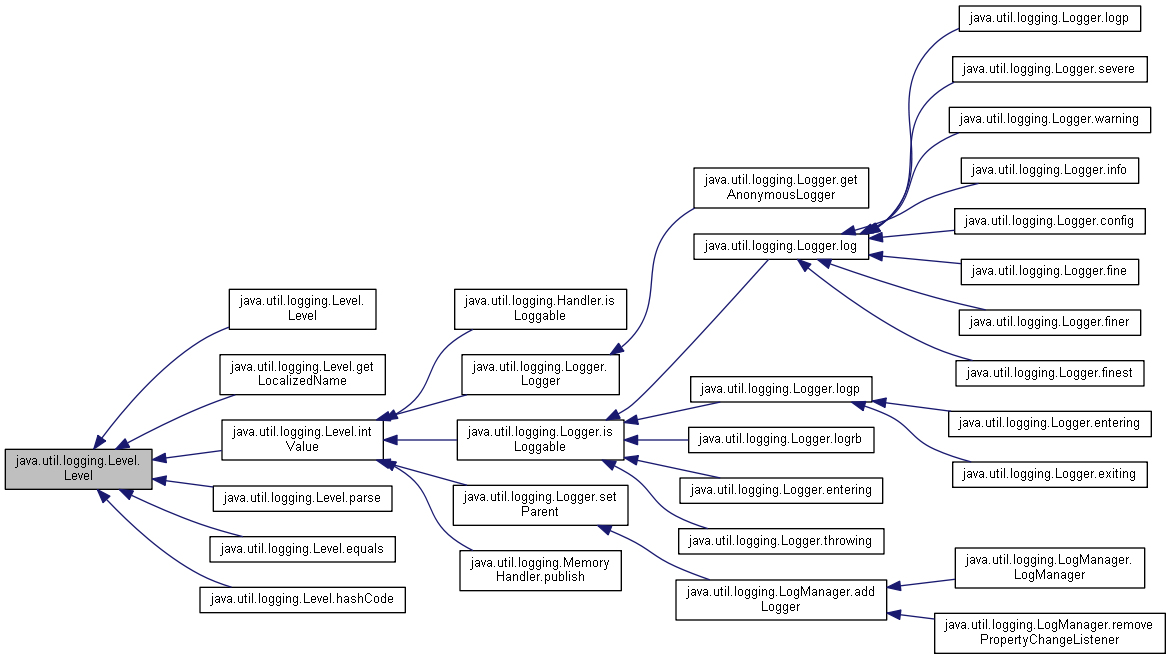 java.util.logging.Level.
Level
java.util.logging.Level.
Level
java.util.logging.Level.get
LocalizedName
java.util.logging.Level.int
Value
java.util.logging.Level.parse
java.util.logging.Level.equals
java.util.logging.Level.hashCode
java.util.logging.Handler.is
Loggable
java.util.logging.Logger.
Logger
java.util.logging.Logger.is
Loggable
java.util.logging.Logger.set
Parent
java.util.logging.Memory
Handler.publish
java.util.logging.Logger.get
AnonymousLogger
java.util.logging.Logger.log
java.util.logging.Logger.logp
java.util.logging.Logger.logrb
java.util.logging.Logger.entering
java.util.logging.Logger.throwing
java.util.logging.LogManager.add
Logger
java.util.logging.Logger.logp
java.util.logging.Logger.severe
java.util.logging.Logger.warning
java.util.logging.Logger.info
java.util.logging.Logger.config
java.util.logging.Logger.fine
java.util.logging.Logger.finer
java.util.logging.Logger.finest
java.util.logging.Logger.entering
java.util.logging.Logger.exiting
java.util.logging.LogManager.
LogManager
java.util.logging.LogManager.remove
PropertyChangeListener